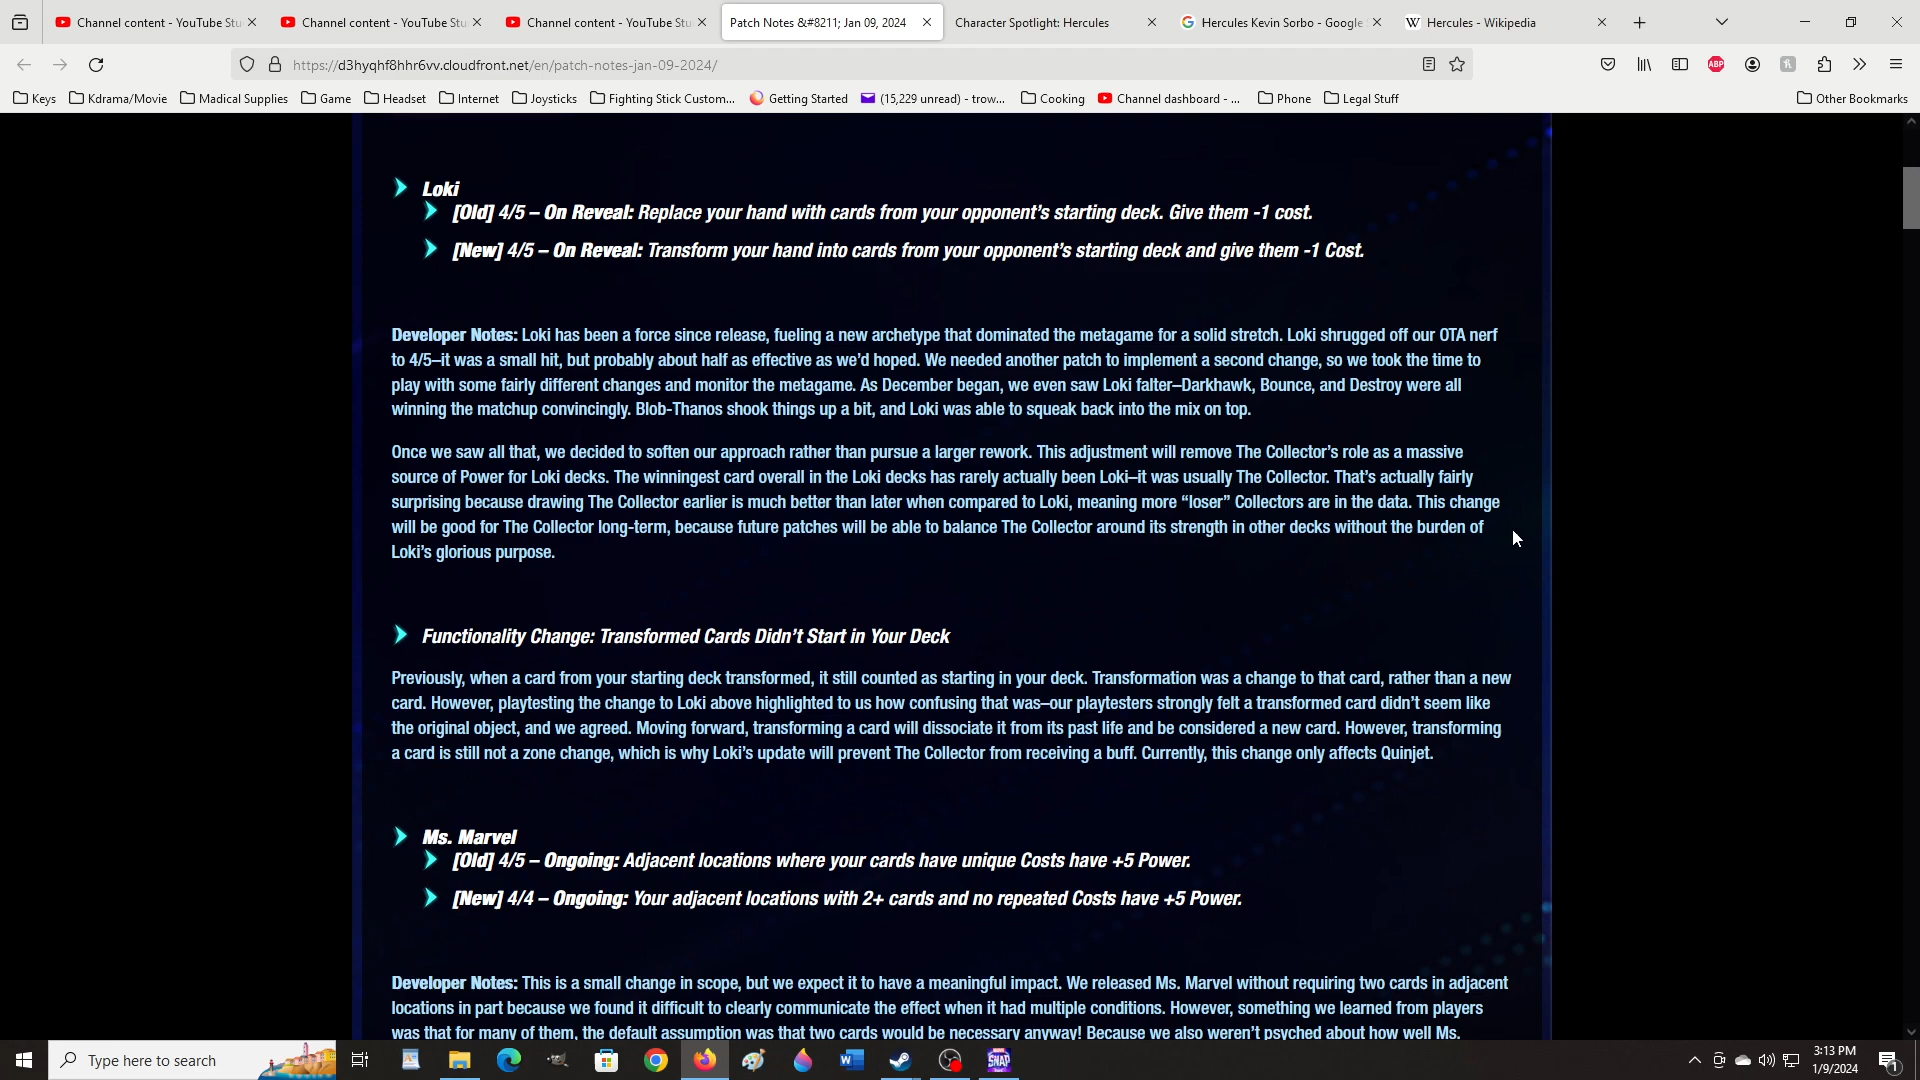 Channel content - YouTube Stu
Channel content - YouTube Stu
Channel content - YouTube Stu
Patch Notes &#8211; Jan 09, 2024
Character Spotlight: Hercules
Hercules Kevin Sorbo - Google
Hercules - Wikipedia
https://d3hyqhf8hhr6vv.cloudfront.net/en/patch-notes-jan-09-2024/
ABP
Keys
Kdrama/Movie
Madical Supplies
Game
Headset
Internet
Joysticks
Fighting Stick Custom...
Getting Started
(15,229 unread) - trow...
Cooking
Channel dashboard - ...
Phone
Legal Stuff
Other Bookmarks
Loki
[Old] 4/5 – On Reveal: Replace your hand with cards from your opponent's starting deck. Give them -1 cost.
[New] 4/5 – On Reveal: Transform your hand into cards from your opponent's starting deck and give them -1 Cost.
Developer Notes: Loki has been a force since release, fueling a new archetype that dominated the metagame for a solid stretch. Loki shrugged off our OTA nerf
to 4/5–it was a small hit, but probably about half as effective as we'd hoped. We needed another patch to implement a second change, so we took the time to
play with some fairly different changes and monitor the metagame. As December began, we even saw Loki falter–Darkhawk, Bounce, and Destroy were all
winning the matchup convincingly. Blob-Thanos shook things up a bit, and Loki was able to squeak back into the mix on top.
Once we saw all that, we decided to soften our approach rather than pursue a larger rework. This adjustment will remove The Collector's role as a massive
source of Power for Loki decks. The winningest card overall in the Loki decks has rarely actually been Loki–it was usually The Collector. That's actually fairly
surprising because drawing The Collector earlier is much better than later when compared to Loki, meaning more "loser" Collectors are in the data. This change
will be good for The Collector long-term, because future patches will be able to balance The Collector around its strength in other decks without the burden of
Loki's glorious purpose.
Functionality Change: Transformed Cards Didn't Start in Your Deck
Previously, when a card from your starting deck transformed, it still counted as starting in your deck. Transformation was a change to that card, rather than a new
card. However, playtesting the change to Loki above highlighted to us how confusing that was–our playtesters strongly felt a transformed card didn't seem like
the original object, and we agreed. Moving forward, transforming a card will dissociate it from its past life and be considered a new card. However, transforming
a card is still not a zone change, which is why Loki's update will prevent The Collector from receiving a buff. Currently, this change only affects Quinjet.
Ms. Marvel
[Old] 4/5 – Ongoing: Adjacent locations where your cards have unique Costs have +5 Power.
[New] 4/4 – Ongoing: Your adjacent locations with 2+ cards and no repeated Costs have +5 Power.
Developer Notes: This is a small change in scope, but we expect it to have a meaningful impact. We released Ms. Marvel without requiring two cards in adjacent
locations in part because we found it difficult to clearly communicate the effect when it had multiple conditions. However, something we learned from players
was that for many of them, the default assumption was that two cards would be necessary anyway! Because we also weren't psyched about how well Ms.
Type here to search
SNAP
3:13 PM
1/9/2024
1